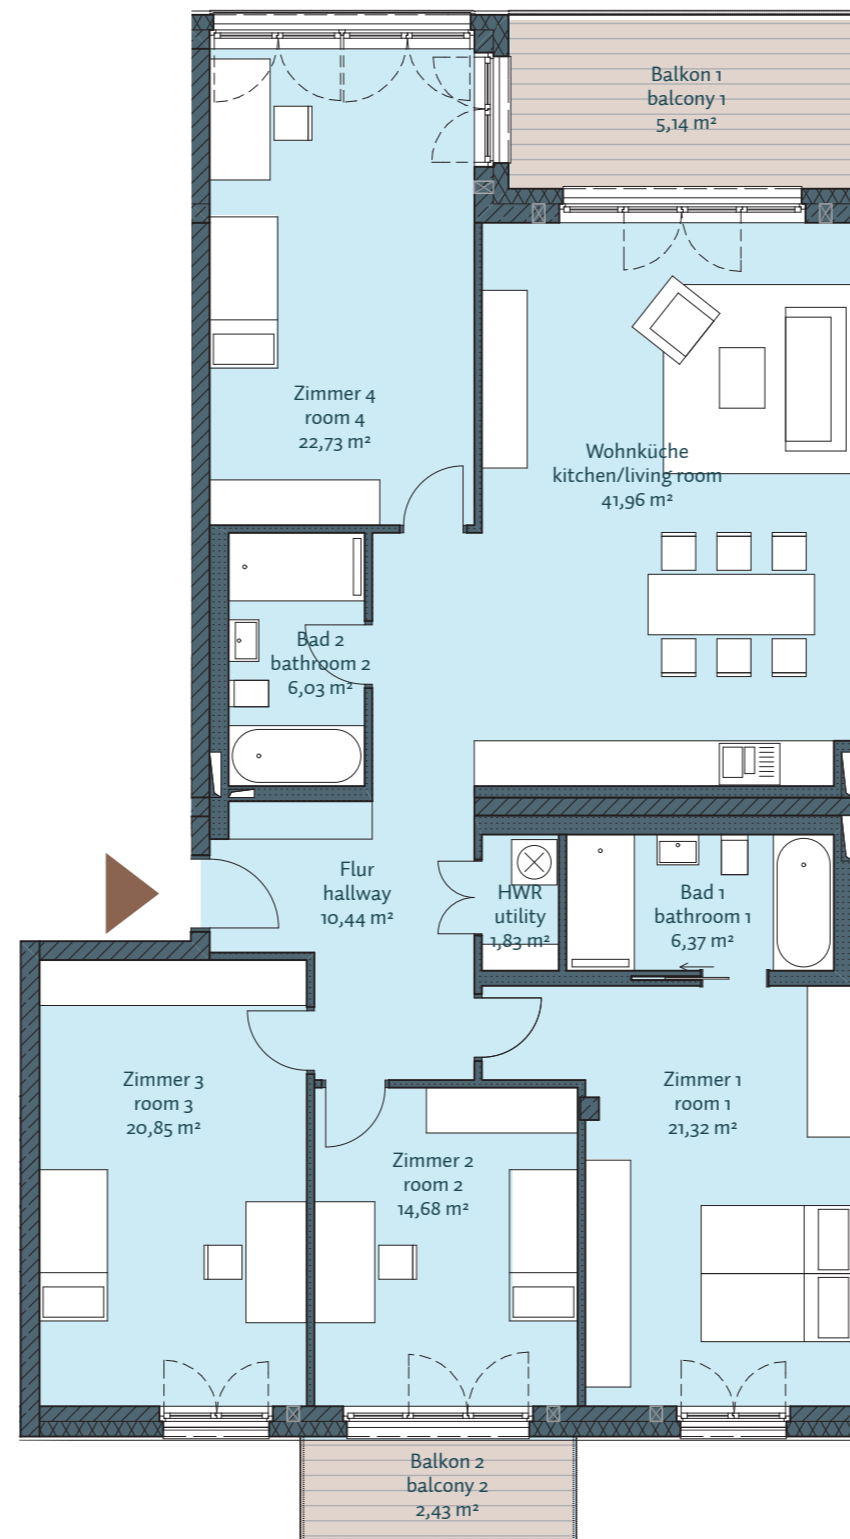 Balkon 1
balcony 1
5,14 m²
Zimmer 4
room 4
22,73 m²
Wohnküche
kitchen/living room
41,96 m²
Bad 2
bathroom 2
6,03 m²
Flur
hallway
10,44 m²
HWR
utility
1,83 m²
Bad 1
bathroom 1
6,37 m²
Zimmer 3
room 3
20,85 m²
Zimmer 2
room 2
14,68 m²
Zimmer 1
room 1
21,32 m²
Balkon 2
balcony 2
2,43 m²